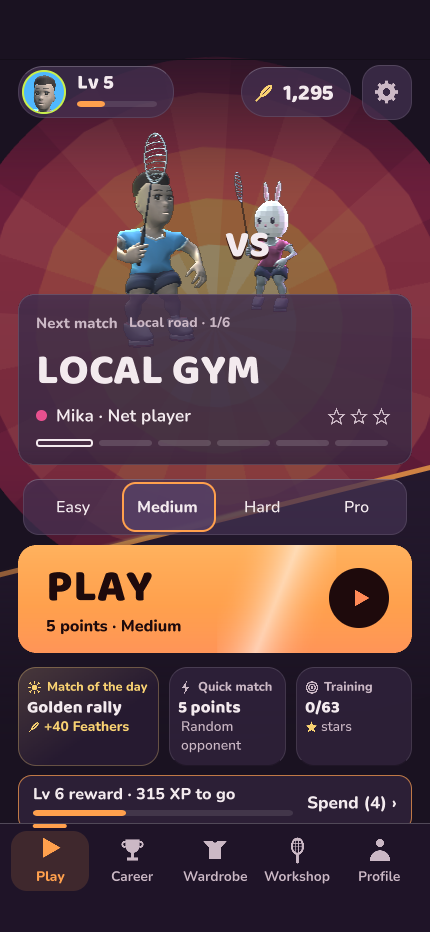 Lv 5
1,295
VS
Next match Local road · 1/6
LOCAL GYM
Mika · Net player
Easy Medium Hard Pro
PLAY
5 points · Medium
Match of the day
Golden rally
+40 Feathers
Quick match
5 points
Random
opponent
Training
0/63
stars
Lv 6 reward · 315 XP to go
Spend (4) ›
Play Career Wardrobe Workshop Profile